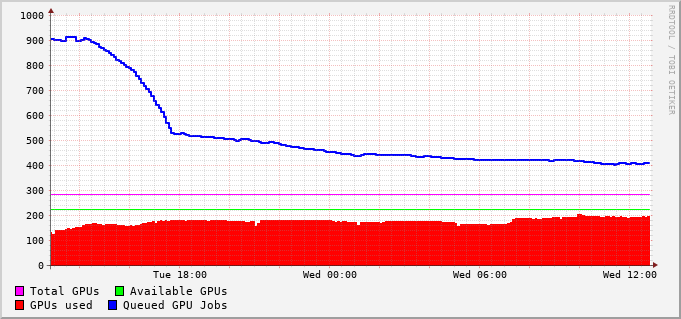 1000
900
800
700
600
500
400
300
200
100
0
Tue 18:00 Wed 00:00 Wed 06:00 Wed 12:00
Total GPUs Available GPUs
GPUs used Queued GPU Jobs
RRDTOOL / TOBI OETIKER